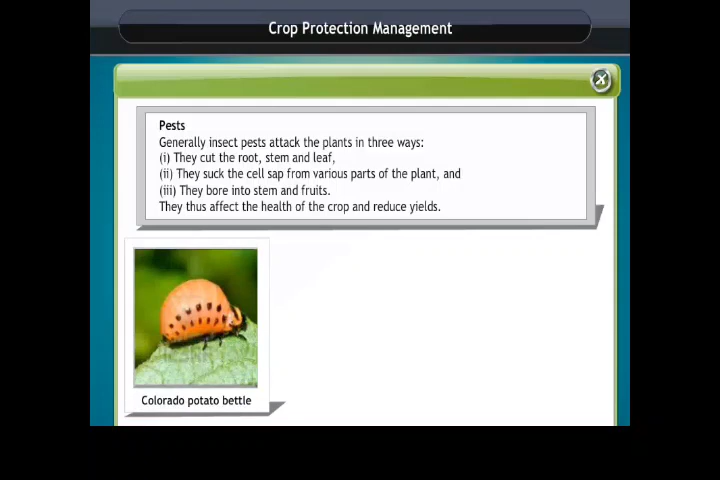 Crop Protection Management
X
Pests
Generally insect pests attack the plants in three ways:
(i) They cut the root, stem and leaf,
(ii) They suck the cell sap from various parts of the plant, and
(iii) They bore into stem and fruits.
They thus affect the health of the crop and reduce yields.
Colorado potato bettle